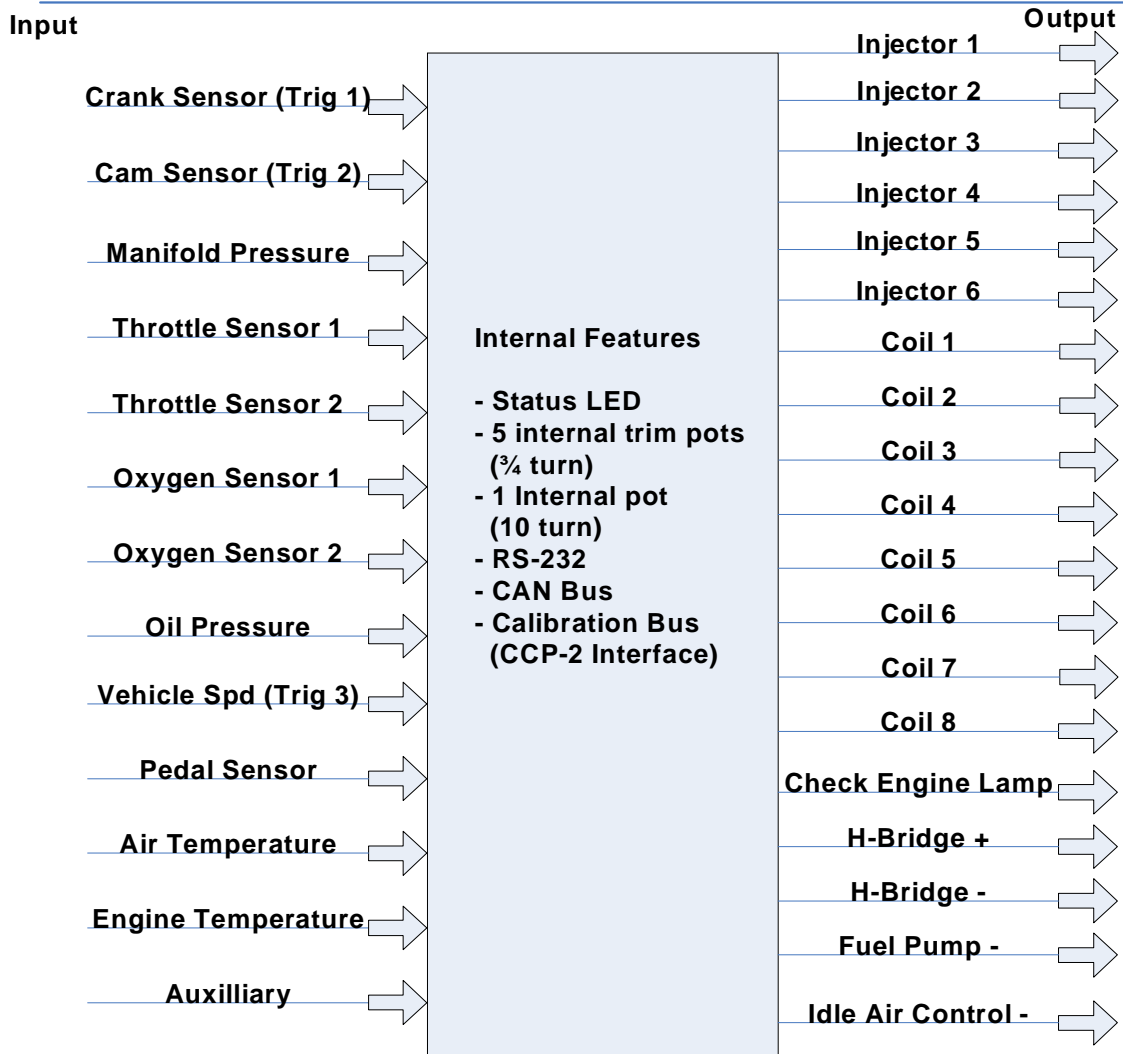 Input
Output
Crank Sensor (Trig 1)
Cam Sensor (Trig 2)
Manifold Pressure
Throttle Sensor 1
Throttle Sensor 2
Oxygen Sensor 1
Oxygen Sensor 2
Oil Pressure
Vehicle Spd (Trig 3)
Pedal Sensor
Air Temperature
Engine Temperature
Auxilliary
Internal Features
- Status LED
- 5 internal trim pots
(¾ turn)
- 1 Internal pot
(10 turn)
- RS-232
- CAN Bus
- Calibration Bus
(CCP-2 Interface)
Injector 1
Injector 2
Injector 3
Injector 4
Injector 5
Injector 6
Coil 1
Coil 2
Coil 3
Coil 4
Coil 5
Coil 6
Coil 7
Coil 8
Check Engine Lamp
H-Bridge +
H-Bridge -
Fuel Pump -
Idle Air Control -